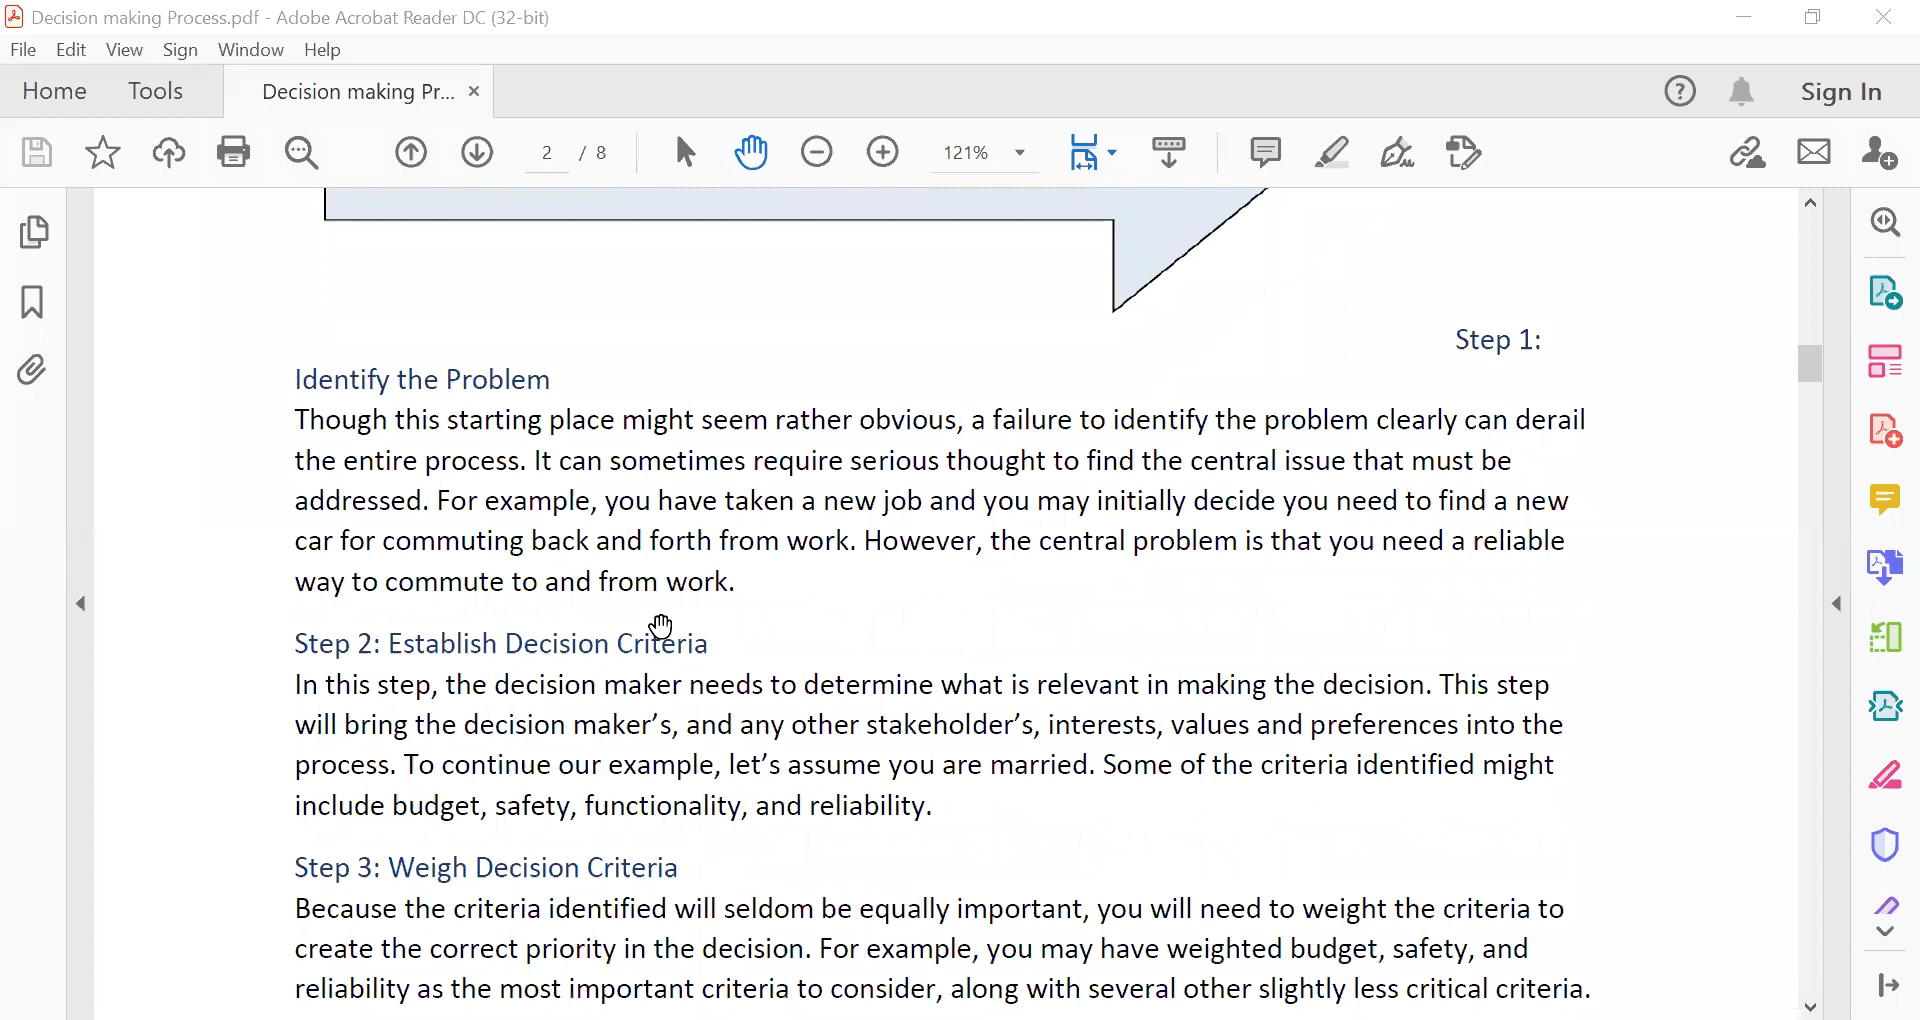 Decision making Process.pdf - Adobe Acrobat Reader DC (32-bit)
File Edit View Sign Window Help
Home Tools Decision making Pr... × Sign In
2 / 8 121%
Step 1:
Identify the Problem
Though this starting place might seem rather obvious, a failure to identify the problem clearly can derail
the entire process. It can sometimes require serious thought to find the central issue that must be
addressed. For example, you have taken a new job and you may initially decide you need to find a new
car for commuting back and forth from work. However, the central problem is that you need a reliable
way to commute to and from work.
Step 2: Establish Decision Criteria
In this step, the decision maker needs to determine what is relevant in making the decision. This step
will bring the decision maker’s, and any other stakeholder’s, interests, values and preferences into the
process. To continue our example, let’s assume you are married. Some of the criteria identified might
include budget, safety, functionality, and reliability.
Step 3: Weigh Decision Criteria
Because the criteria identified will seldom be equally important, you will need to weight the criteria to
create the correct priority in the decision. For example, you may have weighted budget, safety, and
reliability as the most important criteria to consider, along with several other slightly less critical criteria.